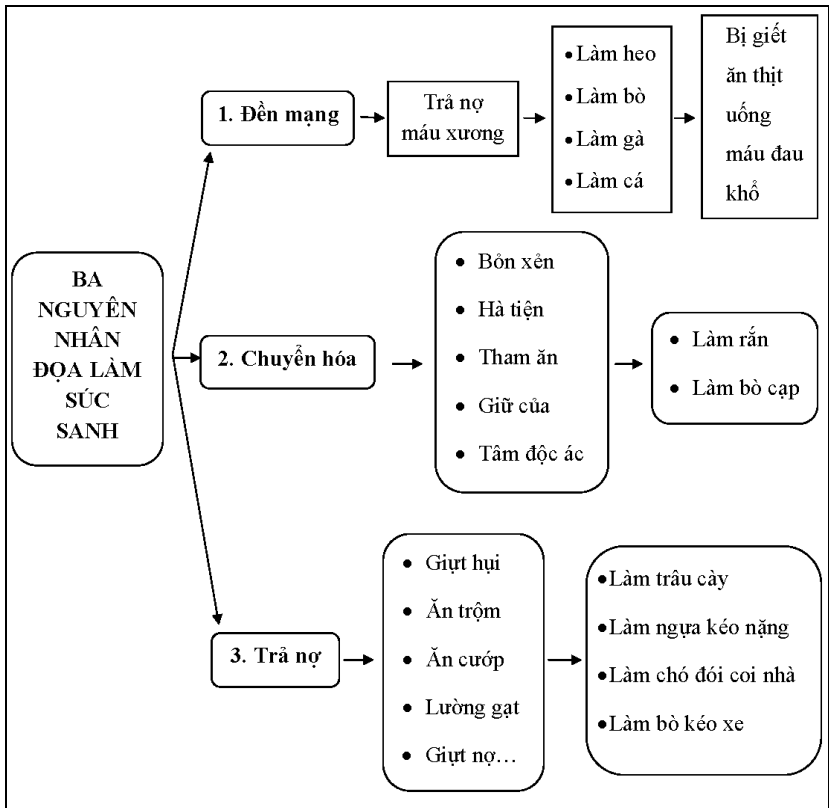 BA
NGUYÊN
NHÂN
ĐỌA LÀM
SÚC
SANH
1. Đền mạng
Trả nợ
máu xương
• Làm heo
• Làm bò
• Làm gà
• Làm cá
Bị giết
ăn thịt
uống
máu đau
khổ
2. Chuyển hóa
• Bỏn xẻn
• Hà tiện
• Tham ăn
• Giữ của
• Tâm độc ác
• Làm rắn
• Làm bò cạp
3. Trả nợ
• Giựt hụi
• Ăn trộm
• Ăn cướp
• Lường gạt
• Giựt nợ…
• Làm trâu cày
• Làm ngựa kéo nặng
• Làm chó đói coi nhà
• Làm bò kéo xe